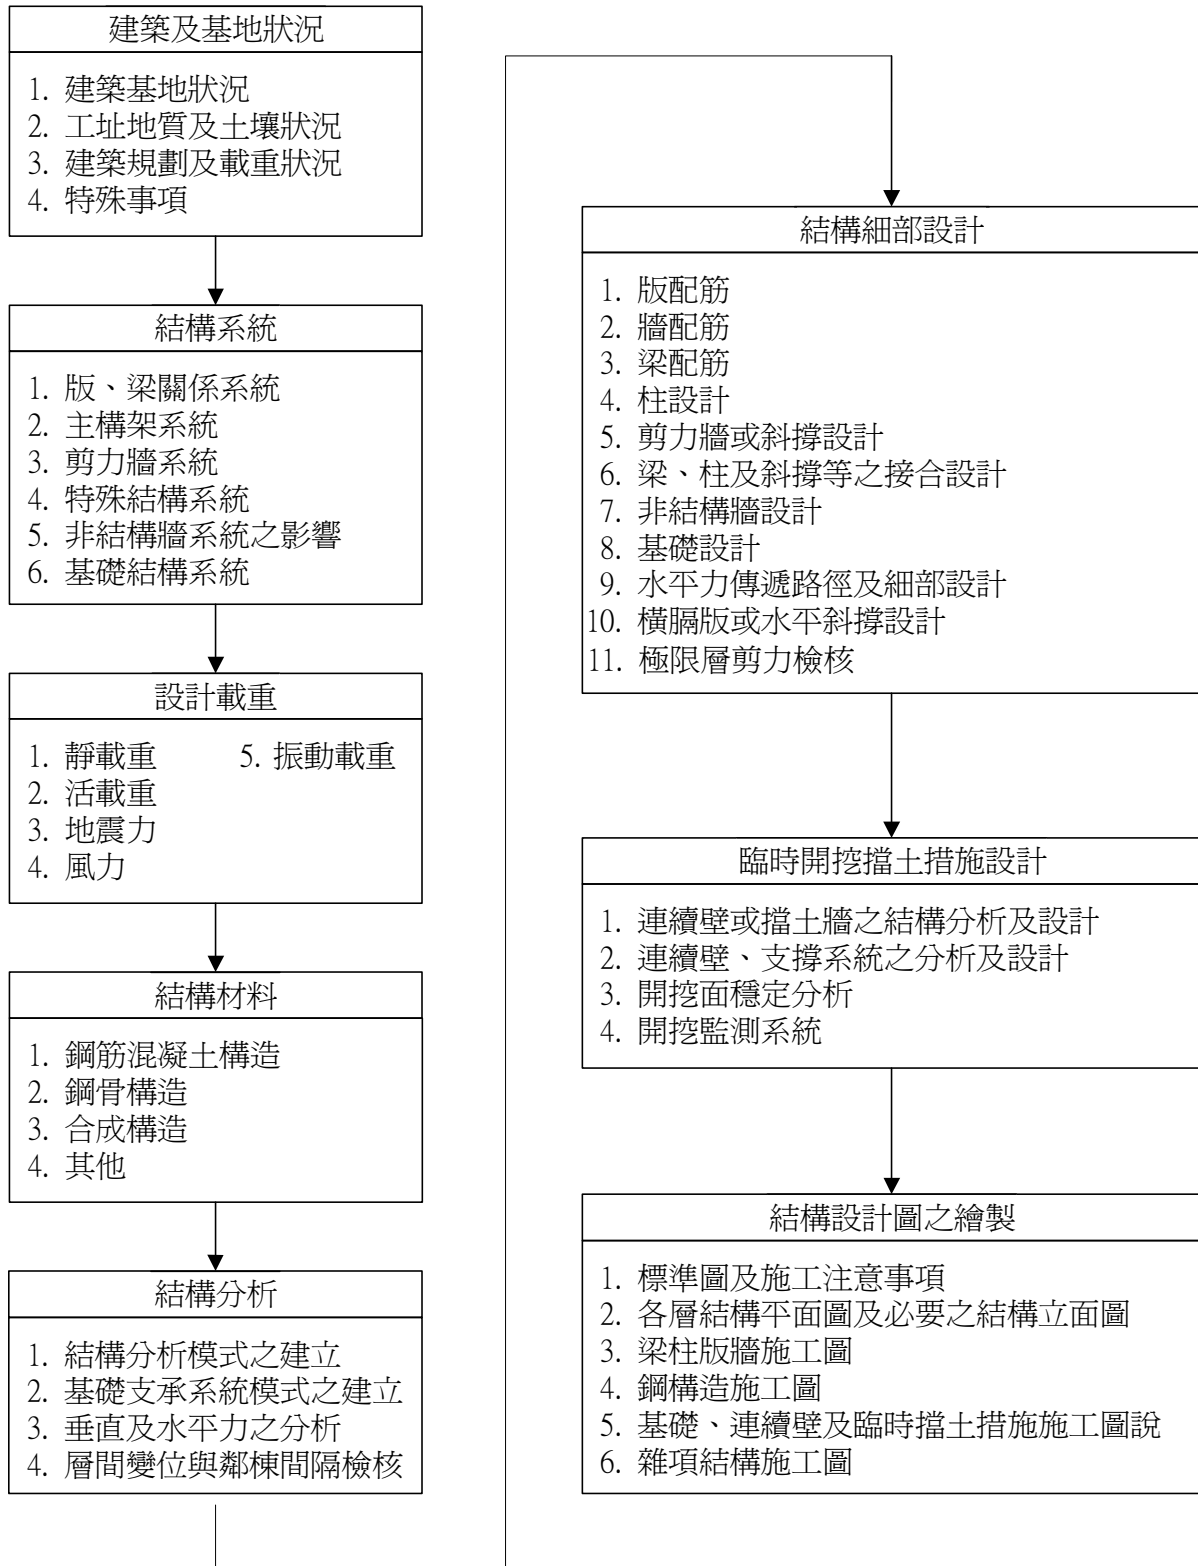 建築及基地狀況
1. 建築基地狀況
2. 工址地質及土壤狀況
3. 建築規劃及載重狀況
4. 特殊事項
結構系統
1. 版、梁關係系統
2. 主構架系統
3. 剪力牆系統
4. 特殊結構系統
5. 非結構牆系統之影響
6. 基礎結構系統
設計載重
1. 靜載重 5. 振動載重
2. 活載重
3. 地震力
4. 風力
結構材料
1. 鋼筋混凝土構造
2. 鋼骨構造
3. 合成構造
4. 其他
結構分析
1. 結構分析模式之建立
2. 基礎支承系統模式之建立
3. 垂直及水平力之分析
4. 層間變位與鄰棟間隔檢核
結構細部設計
1. 版配筋
2. 牆配筋
3. 梁配筋
4. 柱設計
5. 剪力牆或斜撐設計
6. 梁、柱及斜撐等之接合設計
7. 非結構牆設計
8. 基礎設計
9. 水平力傳遞路徑及細部設計
10. 橫膈版或水平斜撐設計
11. 極限層剪力檢核
臨時開挖擋土措施設計
1. 連續壁或擋土牆之結構分析及設計
2. 連續壁、支撐系統之分析及設計
3. 開挖面穩定分析
4. 開挖監測系統
結構設計圖之繪製
1. 標準圖及施工注意事項
2. 各層結構平面圖及必要之結構立面圖
3. 梁柱版牆施工圖
4. 鋼構造施工圖
5. 基礎、連續壁及臨時擋土措施施工圖說
6. 雜項結構施工圖